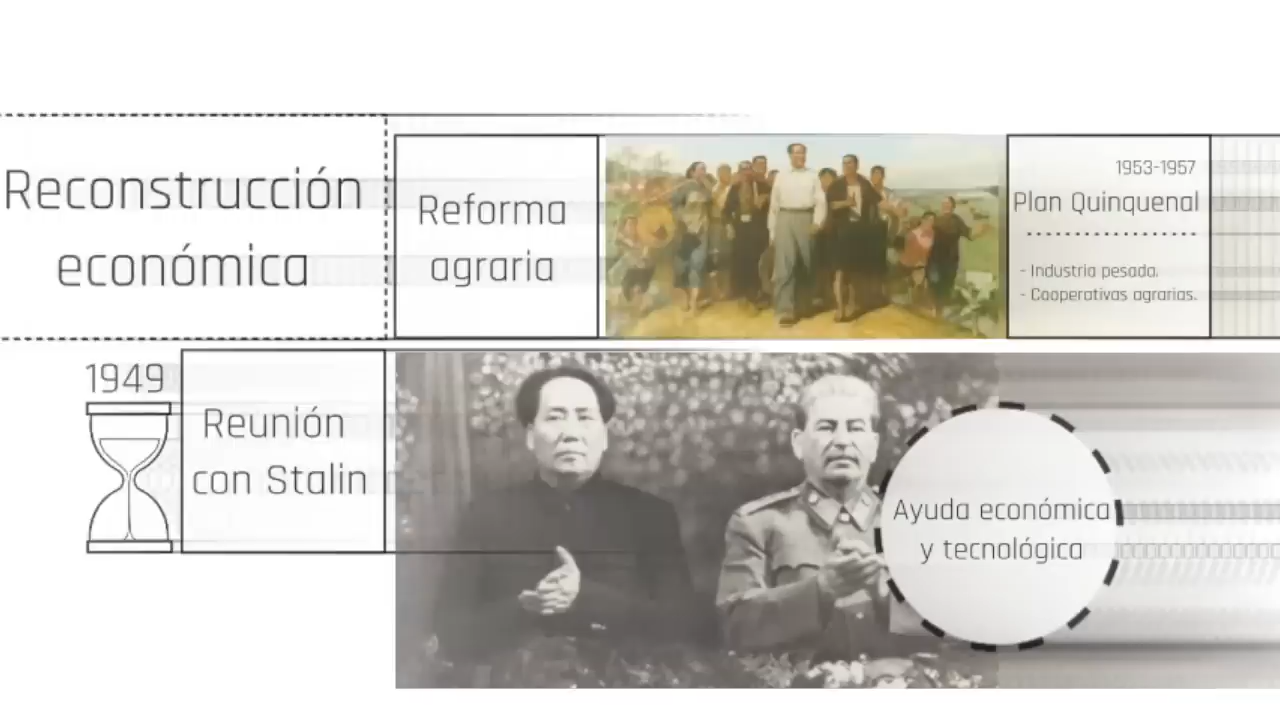 Reconstrucción
económica
Reforma
agraria
1953-1957
Plan Quinquenal
- Industria pesada.
- Cooperativas agrarias.
1949
Reunión
con Stalin
Ayuda económica
y tecnológica